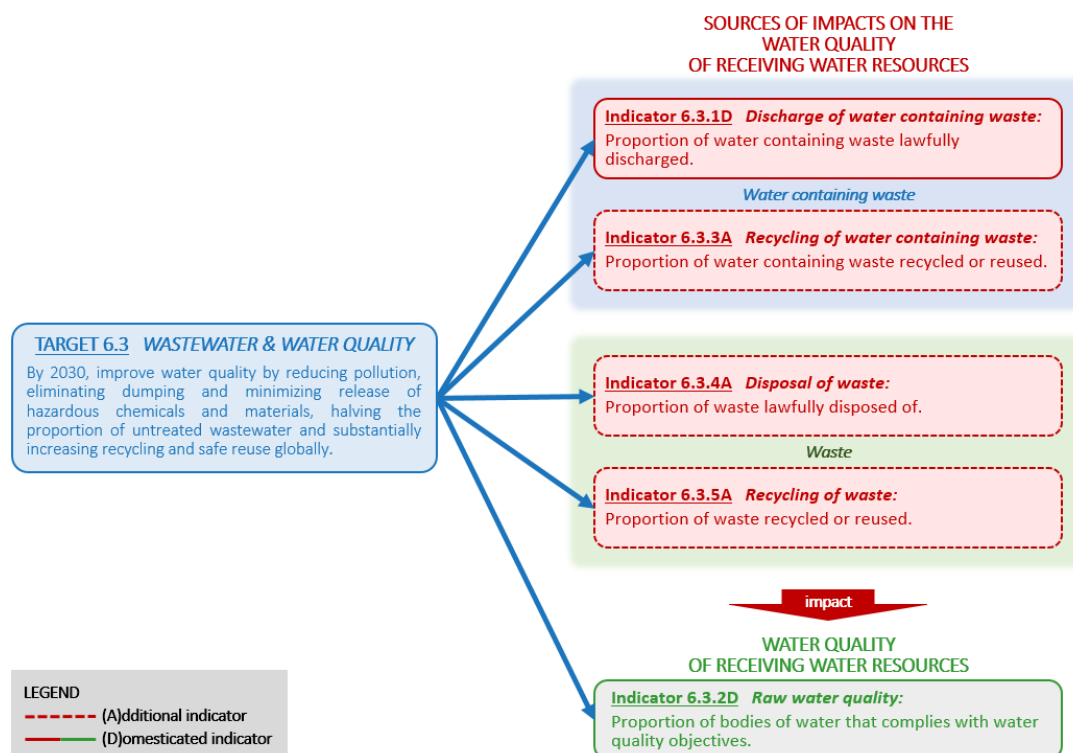 SOURCES OF IMPACTS ON THE
WATER QUALITY
OF RECEIVING WATER RESOURCES
Indicator 6.3.1D Discharge of water containing waste:
Proportion of water containing waste lawfully
discharged.
Water containing waste
Indicator 6.3.3A Recycling of water containing waste:
Proportion of water containing waste recycled or reused.
TARGET 6.3 WASTEWATER & WATER QUALITY
By 2030, improve water quality by reducing pollution,
eliminating dumping and minimizing release of
hazardous chemicals and materials, halving the
proportion of untreated wastewater and substantially
increasing recycling and safe reuse globally.
Indicator 6.3.4A Disposal of waste:
Proportion of waste lawfully disposed of.
Waste
Indicator 6.3.5A Recycling of waste:
Proportion of waste recycled or reused.
impact
WATER QUALITY
OF RECEIVING WATER RESOURCES
Indicator 6.3.2D Raw water quality:
Proportion of bodies of water that complies with water
quality objectives.
LEGEND
(A)dditional indicator
(D)omesticated indicator